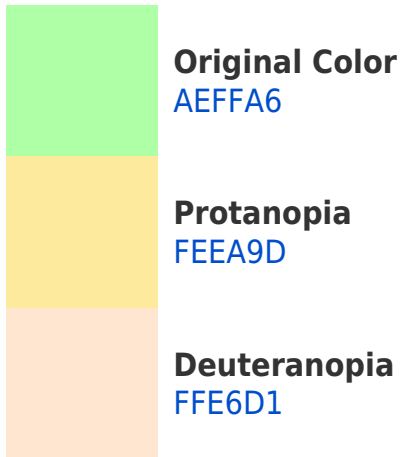 Original Color
AEFFA6
Protanopia
FEEA9D
Deuteranopia
FFE6D1